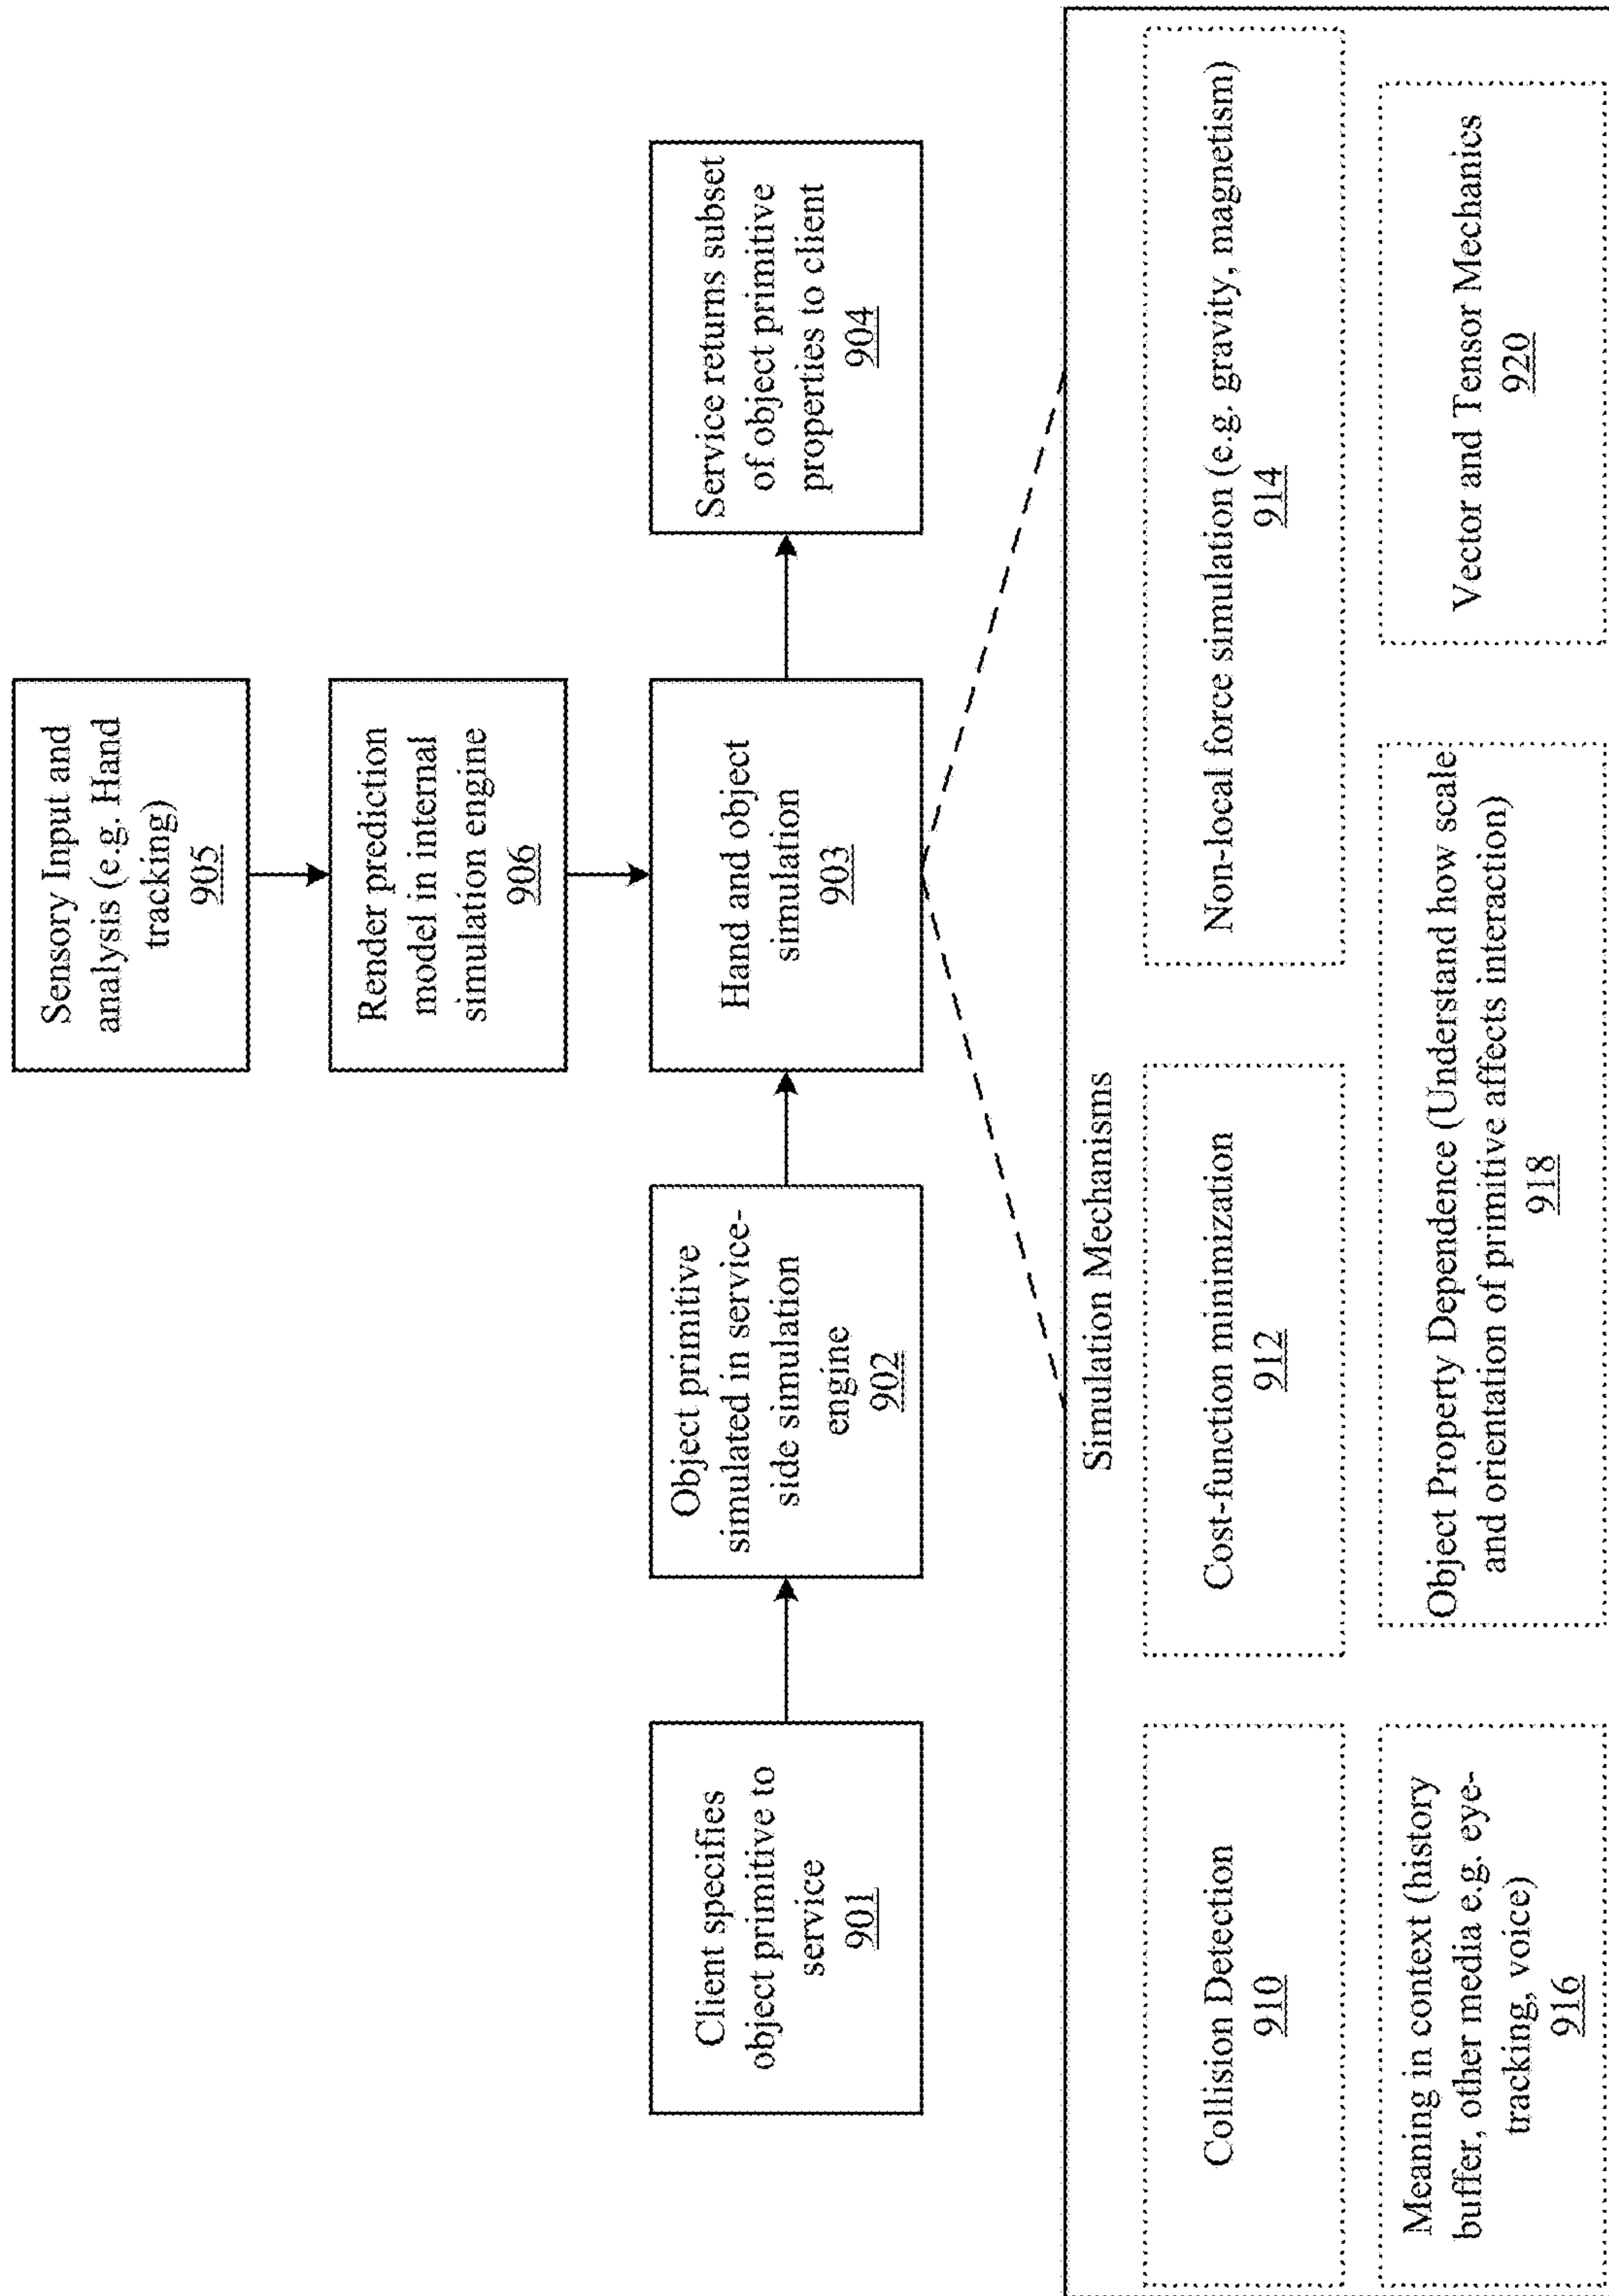 Sensory Input and
analysis (e.g. Hand
tracking)
905
Render prediction
model in internal
simulation engine
906
Client specifies
object primitive to
service
901
Object primitive
simulated in service-
side simulation
engine
902
Hand and object
simulation
903
Service returns subset
of object primitive
properties to client
904
Simulation Mechanisms
Collision Detection
910
Cost-function minimization
912
Non-local force simulation (e.g. gravity, magnetism)
914
Meaning in context (history
buffer, other media e.g. eye-
tracking, voice)
916
Object Property Dependence (Understand how scale
and orientation of primitive affects interaction)
918
Vector and Tensor Mechanics
920